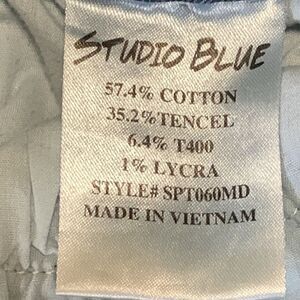 STUDIO BLUE
57.4% COTTON
35.2%TENCEL
6.4% T400
1% LYCRA
STYLE# SPT060MD
MADE IN VIETNAM